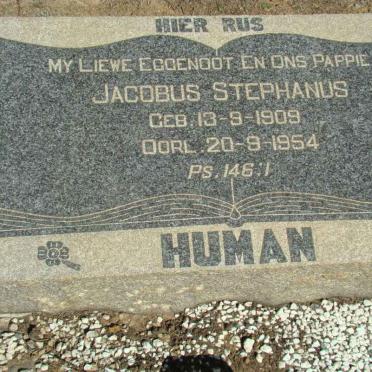 HIER RUS
MY LIEWE EGGENOOT EN ONS PAPPIE
JACOBUS STEPHANUS
GEB. 13-9-1909
OORL. 20-9-1954
PS. 146:1
HUMAN